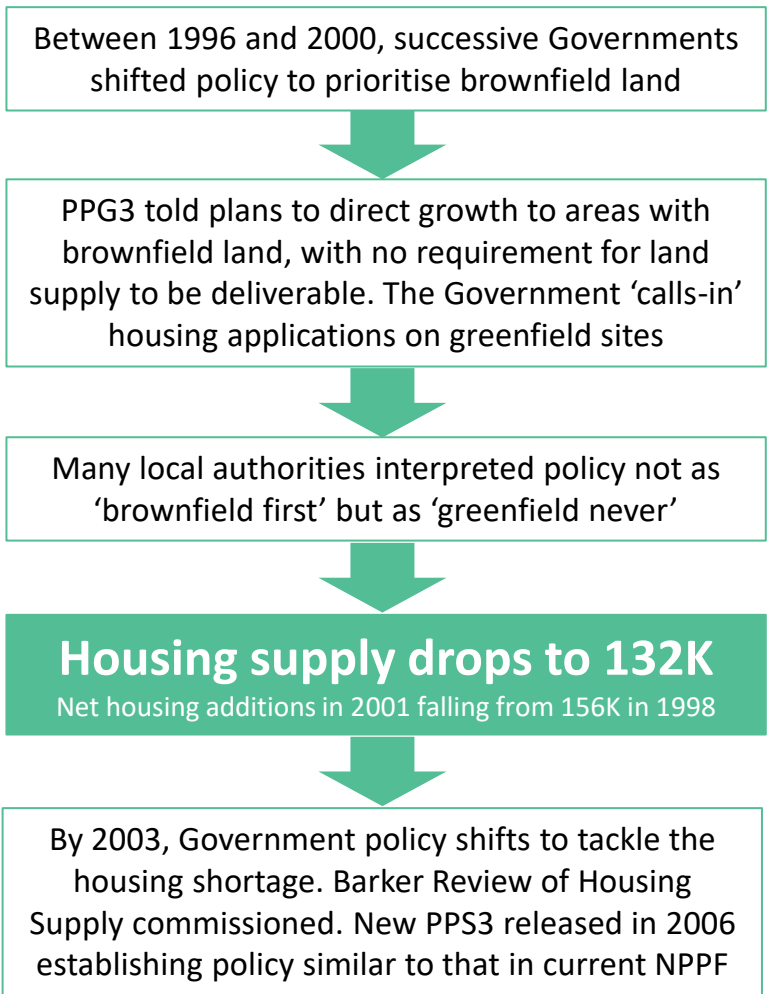 Between 1996 and 2000, successive Governments
shifted policy to prioritise brownfield land
PPG3 told plans to direct growth to areas with
brownfield land, with no requirement for land
supply to be deliverable. The Government ‘calls-in’
housing applications on greenfield sites
Many local authorities interpreted policy not as
‘brownfield first’ but as ‘greenfield never’
Housing supply drops to 132K
Net housing additions in 2001 falling from 156K in 1998
By 2003, Government policy shifts to tackle the
housing shortage. Barker Review of Housing
Supply commissioned. New PPS3 released in 2006
establishing policy similar to that in current NPPF